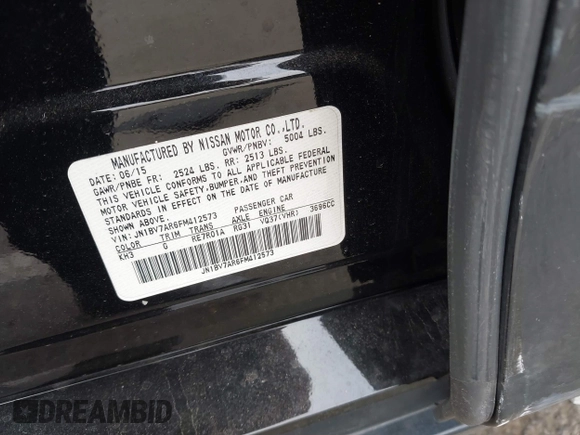 MANUFACTURED BY NISSAN MOTOR CO.,LTD.
DATE: 06/15 GVWR/PNBV: 5004 LBS.
GAWR/PNBE FR: 2524 LBS. RR: 2513 LBS.
THIS VEHICLE CONFORMS TO ALL APPLICABLE FEDERAL
MOTOR VEHICLE SAFETY,BUMPER,AND THEFT PREVENTION
STANDARDS IN EFFECT ON THE DATE OF MANUFACTURE
SHOWN ABOVE.
VIN: JN1BV7AR6FM412573 PASSENGER CAR
COLOR TRIM TRANS AXLE ENGINE
KH3 G RE7R01A RG31 VQ37(VHR) 3696CC
JN1BV7AR6FM412573
DREAMBID